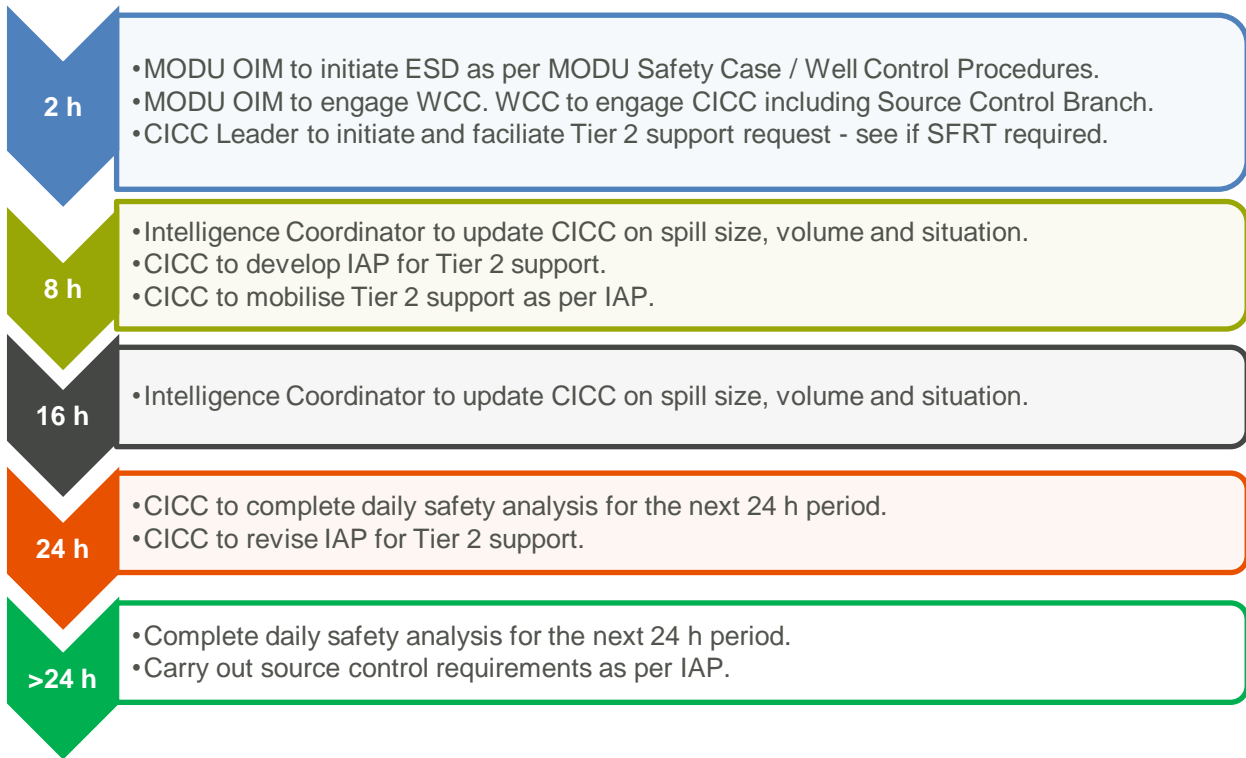 2 h
•MODU OIM to initiate ESD as per MODU Safety Case / Well Control Procedures.
•MODU OIM to engage WCC. WCC to engage CICC including Source Control Branch.
•CICC Leader to initiate and faciliate Tier 2 support request - see if SFRT required.
8 h
•Intelligence Coordinator to update CICC on spill size, volume and situation.
•CICC to develop IAP for Tier 2 support.
•CICC to mobilise Tier 2 support as per IAP.
16 h
•Intelligence Coordinator to update CICC on spill size, volume and situation.
24 h
•CICC to complete daily safety analysis for the next 24 h period.
•CICC to revise IAP for Tier 2 support.
>24 h
•Complete daily safety analysis for the next 24 h period.
•Carry out source control requirements as per IAP.